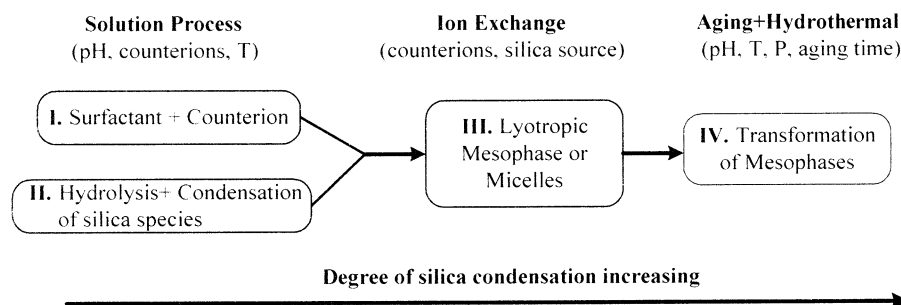 Solution Process
(pH, counterions, T)
Ion Exchange
(counterions, silica source)
Aging+Hydrothermal
(pH, T, P, aging time)
I. Surfactant + Counterion
II. Hydrolysis+ Condensation
of silica species
III. Lyotropic
Mesophase or
Micelles
IV. Transformation
of Mesophases
Degree of silica condensation increasing